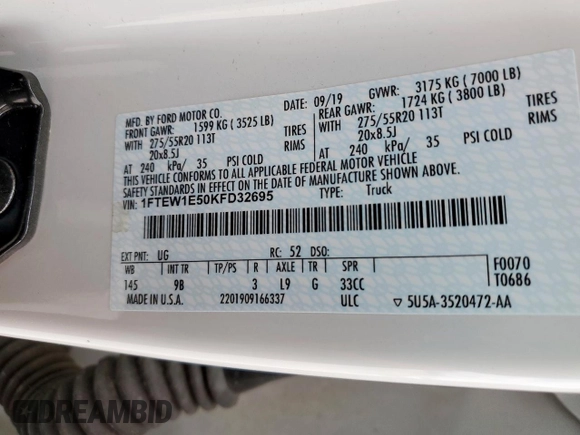 MFD. BY FORD MOTOR CO.
DATE: 09/19 GVWR: 3175 KG ( 7000 LB)
FRONT GAWR: 1599 KG ( 3525 LB) REAR GAWR: 1724 KG ( 3800 LB)
WITH 275/55R20 113T TIRES WITH 275/55R20 113T TIRES
20x8.5J RIMS 20x8.5J RIMS
AT 240 kPa/ 35 PSI COLD AT 240 kPa/ 35 PSI COLD
THIS VEHICLE CONFORMS TO ALL APPLICABLE FEDERAL MOTOR VEHICLE
SAFETY STANDARDS IN EFFECT ON THE DATE OF MANUFACTURE SHOWN ABOVE.
VIN: 1FTEW1E50KFD32695 TYPE: Truck
EXT PNT: UG RC: 52 DSO: F0070
WB INT TR TP/PS R AXLE TR SPR T0686
145 9B 3 L9 G 33CC
MADE IN U.S.A. 2201909166337 ULC ▽ 5U5A-3520472-AA
DREAMBID